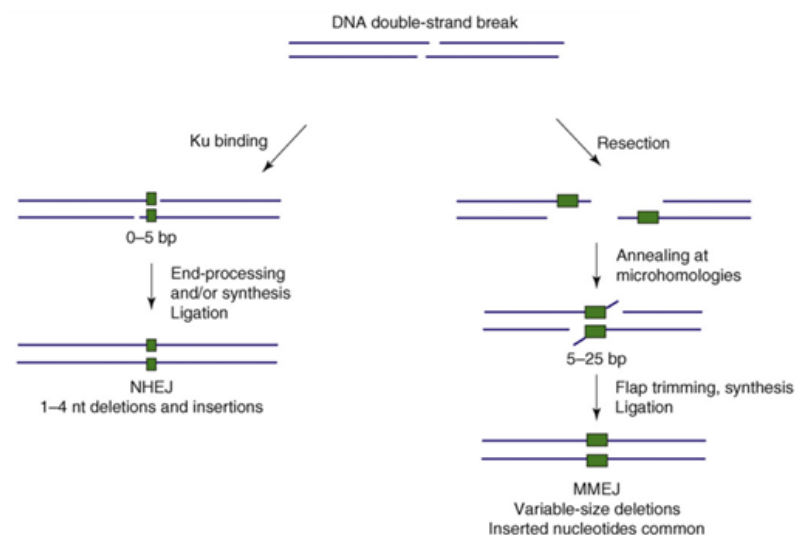 DNA double-strand break
Ku binding
Resection
0–5 bp
End-processing
and/or synthesis
Ligation
NHEJ
1–4 nt deletions and insertions
Annealing at
microhomologies
5–25 bp
Flap trimming, synthesis
Ligation
MMEJ
Variable-size deletions
Inserted nucleotides common